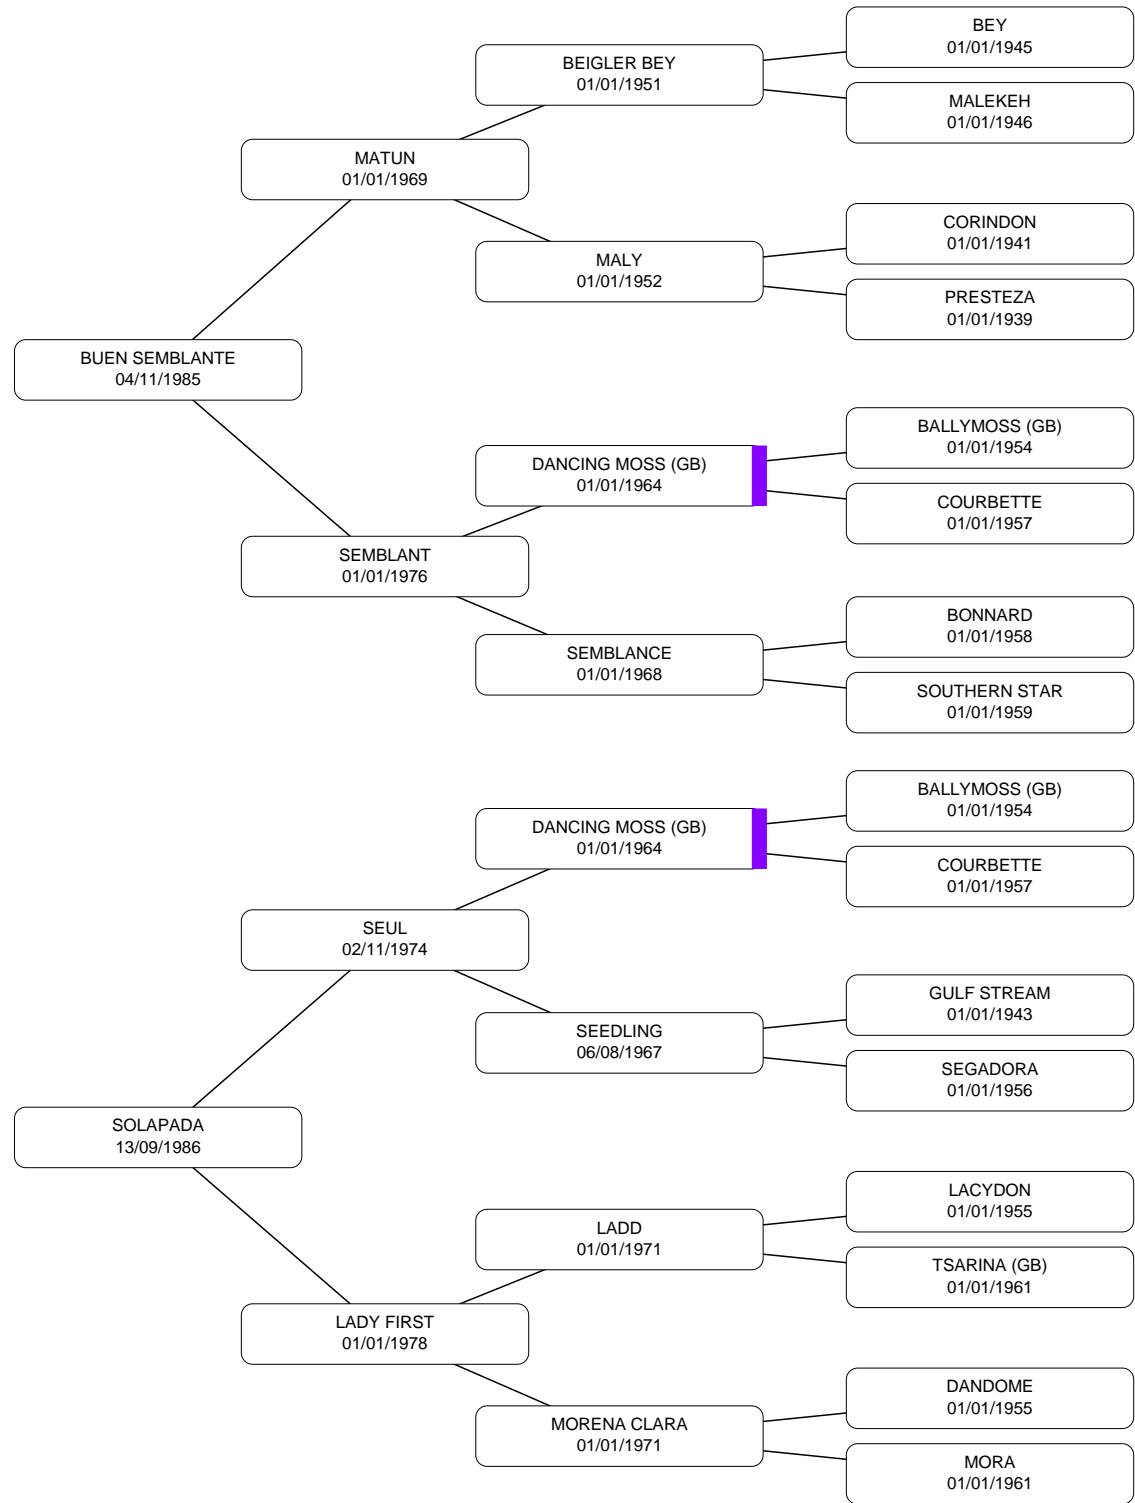 BEY
01/01/1945
BEIGLER BEY
01/01/1951
MALEKEH
01/01/1946
MATUN
01/01/1969
CORINDON
01/01/1941
MALY
01/01/1952
PRESTEZA
01/01/1939
BUEN SEMBLANTE
04/11/1985
BALLYMOSS (GB)
01/01/1954
DANCING MOSS (GB)
01/01/1964
COURBETTE
01/01/1957
SEMBLANT
01/01/1976
BONNARD
01/01/1958
SEMBLANCE
01/01/1968
SOUTHERN STAR
01/01/1959
BALLYMOSS (GB)
01/01/1954
DANCING MOSS (GB)
01/01/1964
COURBETTE
01/01/1957
SEUL
02/11/1974
GULF STREAM
01/01/1943
SEEDLING
06/08/1967
SEGADORA
01/01/1956
SOLAPADA
13/09/1986
LACYDON
01/01/1955
LADD
01/01/1971
TSARINA (GB)
01/01/1961
LADY FIRST
01/01/1978
DANDOME
01/01/1955
MORENA CLARA
01/01/1971
MORA
01/01/1961